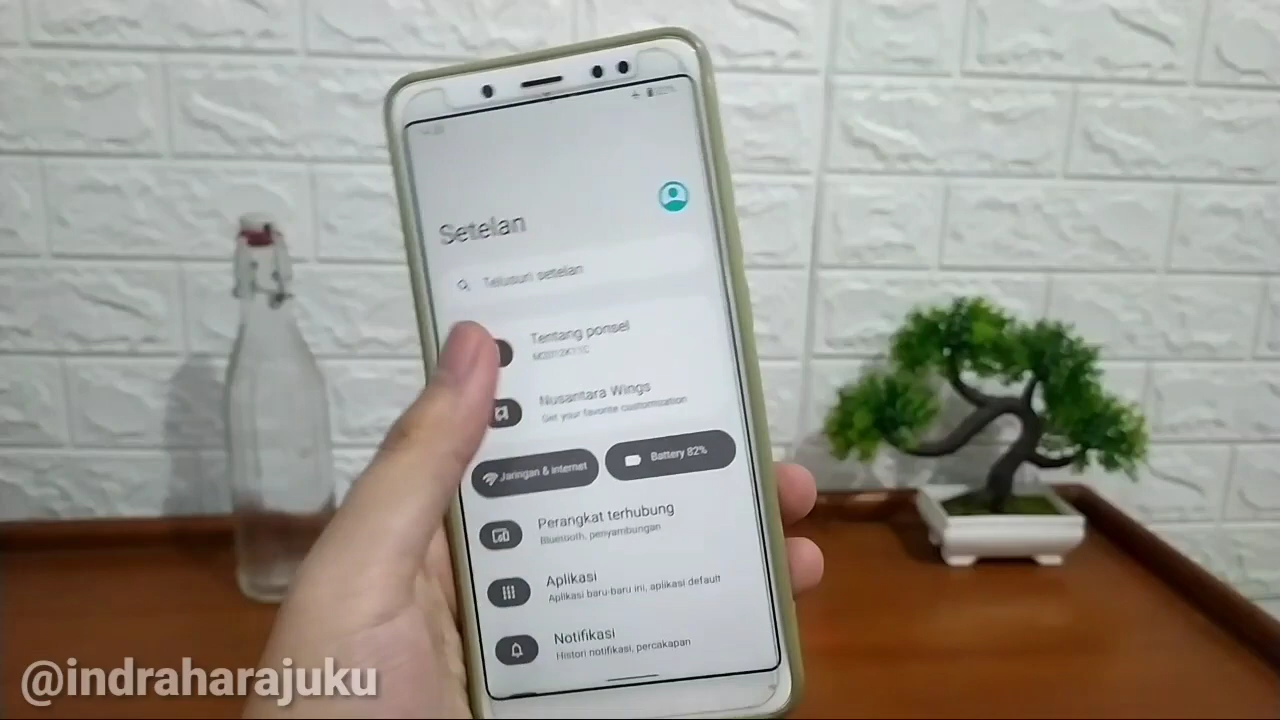 Setelan
Telusuri setelan
Tentang ponsel
M2012K11C
Nusantara Wings
Get your favorite customization
Jaringan & internet
Battery 82%
Perangkat terhubung
Bluetooth, penyambungan
Aplikasi
Aplikasi baru-baru ini, aplikasi default
Notifikasi
Histori notifikasi, percakapan
@indraharajuku